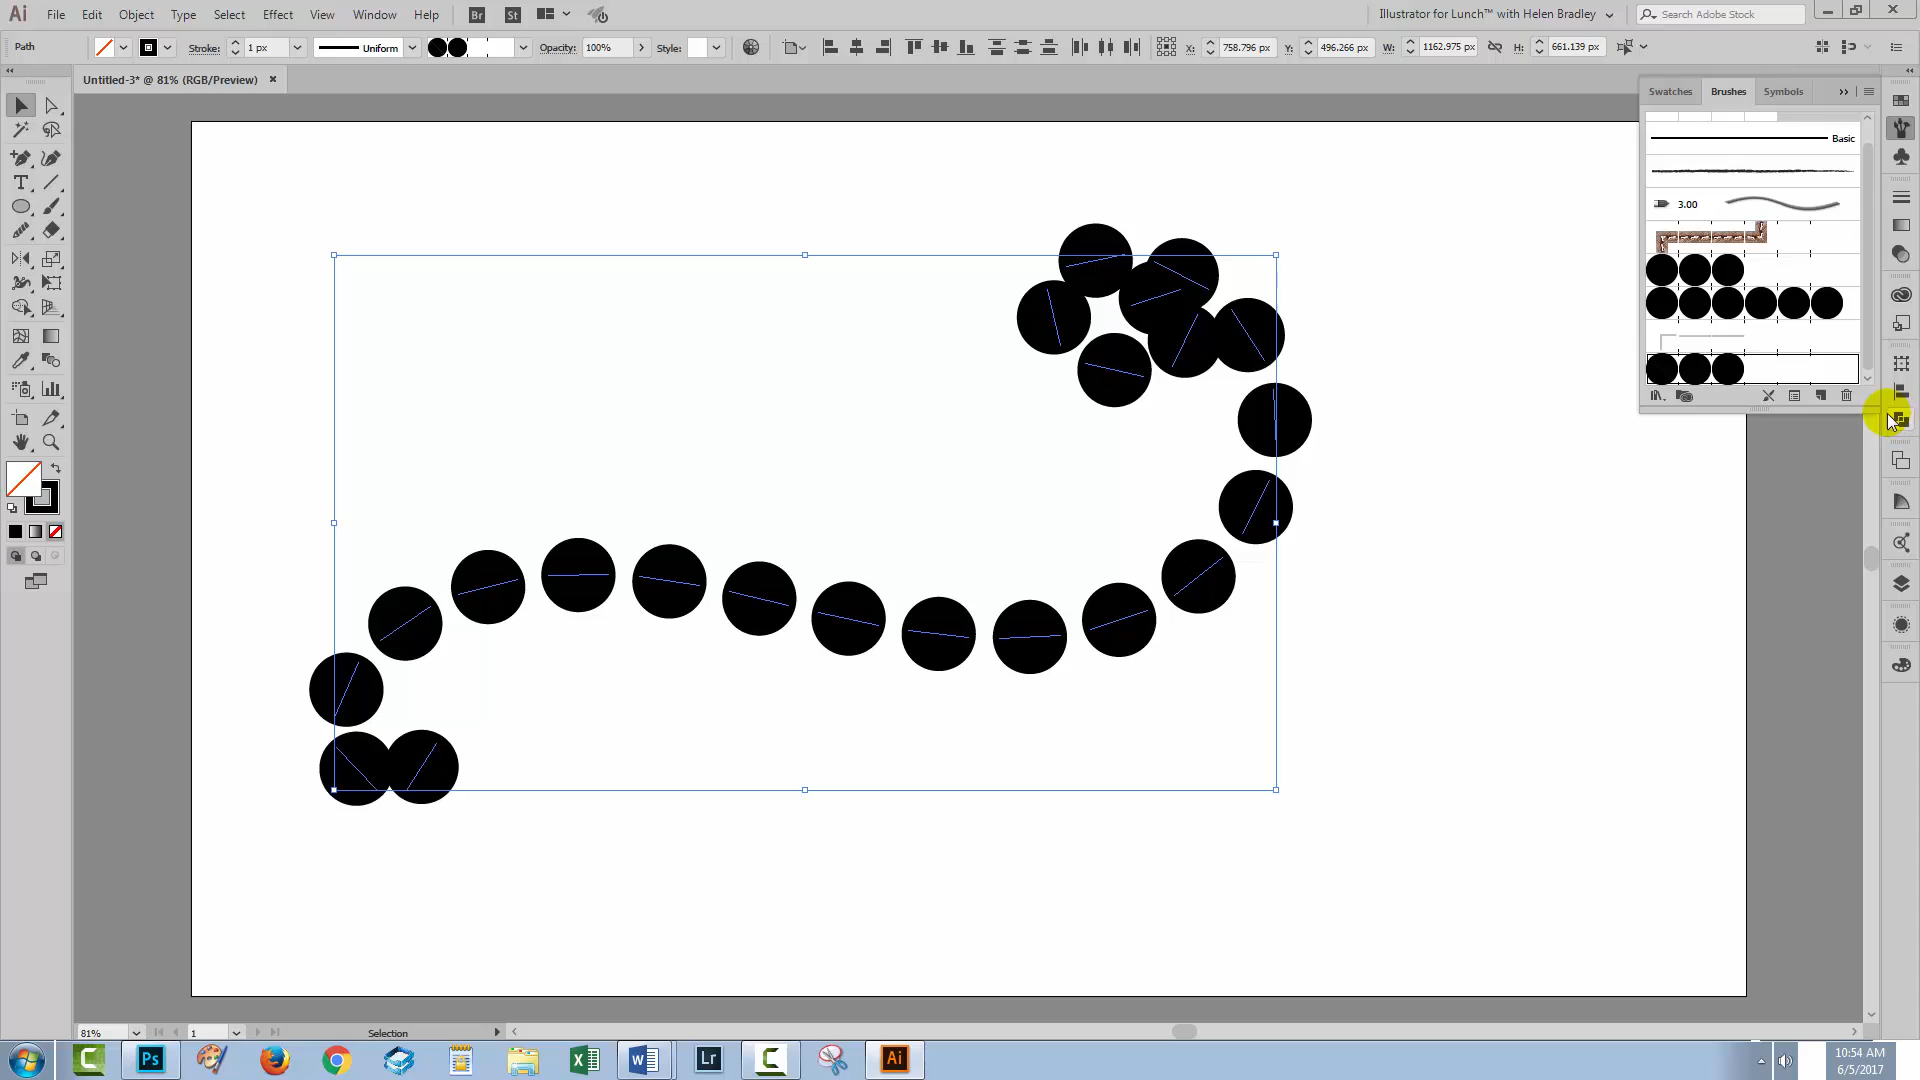 Ai File Edit Object Type Select Effect View Window Help Br St Illustrator for Lunch™ with Helen Bradley Search Adobe Stock
Path Stroke: 1 px Uniform Opacity: 100% Style: X: 758.796 px Y: 496.266 px W: 1162.975 px H: 661.139 px
Untitled-3* @ 81% (RGB/Preview)
Swatches Brushes Symbols
Basic
3.00
81% 1 Selection
Ps W Lr Ai
10:54 AM
6/5/2017